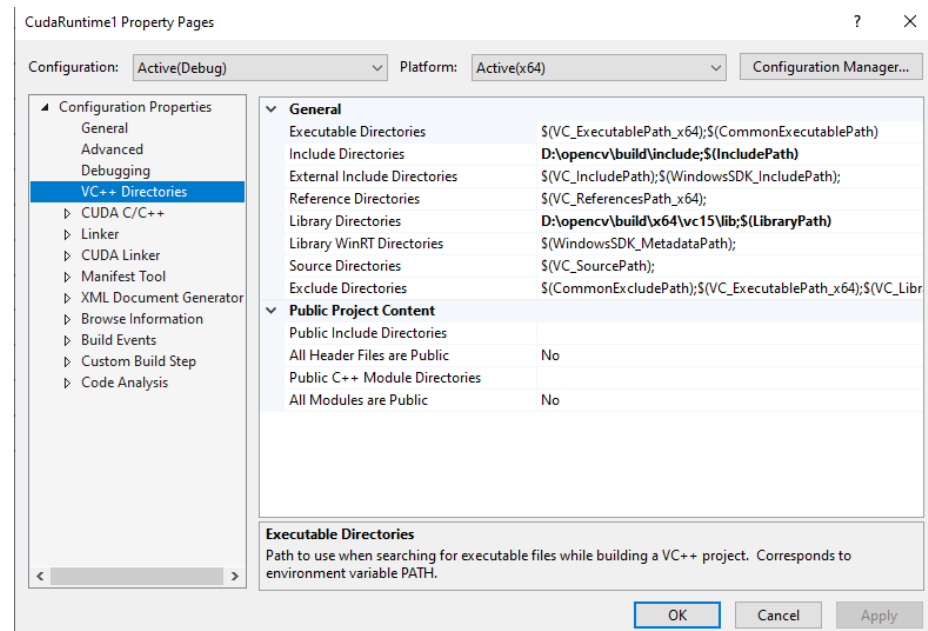 CudaRuntime1 Property Pages
?
Configuration: Active(Debug) Platform: Active(x64) Configuration Manager...
Configuration Properties
General
Advanced
Debugging
VC++ Directories
CUDA C/C++
Linker
CUDA Linker
Manifest Tool
XML Document Generator
Browse Information
Build Events
Custom Build Step
Code Analysis
General
Executable Directories $(VC_ExecutablePath_x64);$(CommonExecutablePath)
Include Directories D:\opencv\build\include;$(IncludePath)
External Include Directories $(VC_IncludePath);$(WindowsSDK_IncludePath);
Reference Directories $(VC_ReferencesPath_x64);
Library Directories D:\opencv\build\x64\vc15\lib;$(LibraryPath)
Library WinRT Directories $(WindowsSDK_MetadataPath);
Source Directories $(VC_SourcePath);
Exclude Directories $(CommonExcludePath);$(VC_ExecutablePath_x64);$(VC_Libr
Public Project Content
Public Include Directories
All Header Files are Public No
Public C++ Module Directories
All Modules are Public No
Executable Directories
Path to use when searching for executable files while building a VC++ project. Corresponds to
environment variable PATH.
OK Cancel Apply